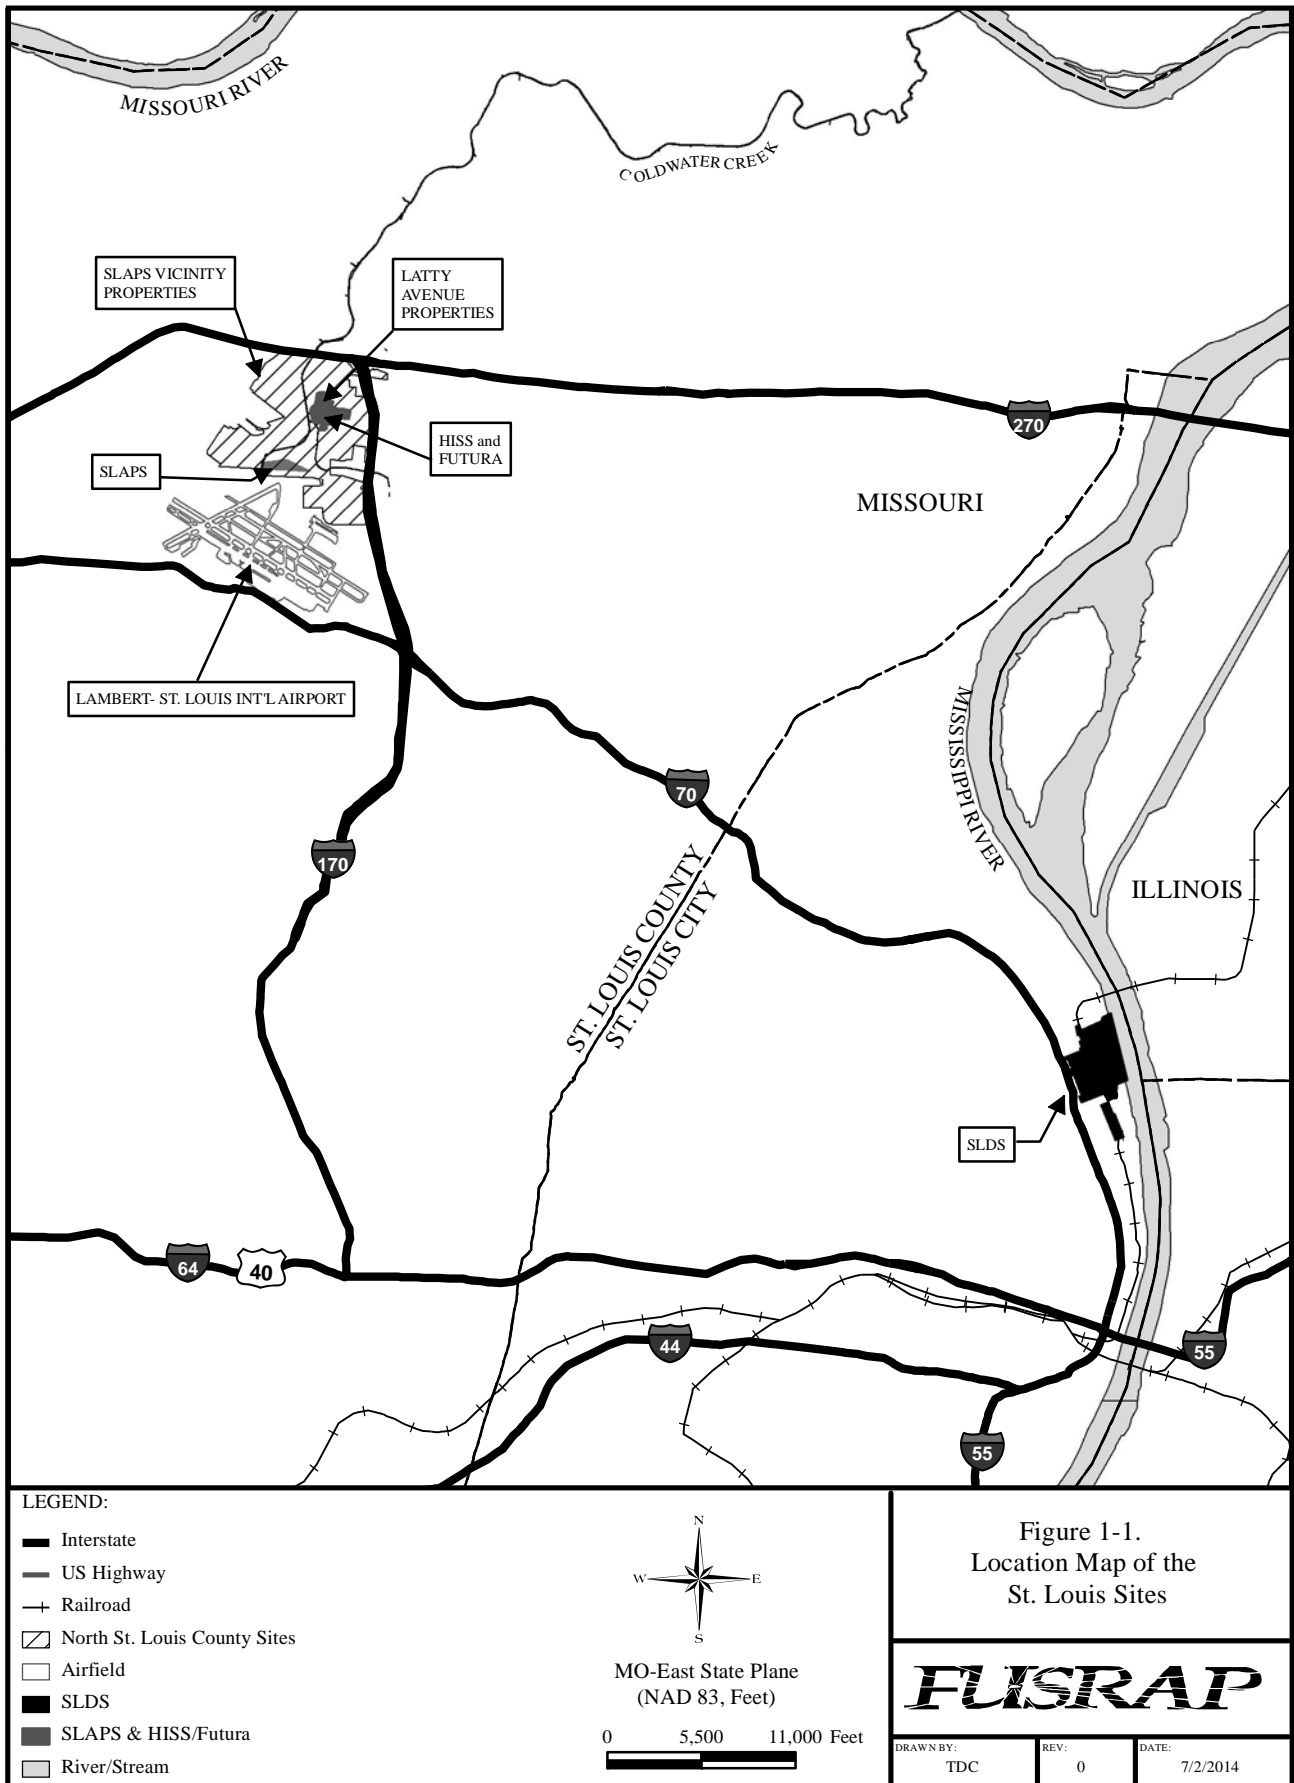 MISSOURI RIVER
COLDWATER CREEK
SLAPS VICINITY
PROPERTIES
LATTY
AVENUE
PROPERTIES
270
HISS and
FUTURA
SLAPS
MISSOURI
LAMBERT- ST. LOUIS INT'L AIRPORT
MISSISSIPPI RIVER
70
170
ILLINOIS
ST. LOUIS COUNTY
ST. LOUIS CITY
SLDS
64
40
44
55
55
LEGEND:
Interstate
US Highway
Railroad
North St. Louis County Sites
Airfield
SLDS
SLAPS & HISS/Futura
River/Stream
N
W E
S
MO-East State Plane
(NAD 83, Feet)
0 5,500 11,000 Feet
Figure 1-1.
Location Map of the
St. Louis Sites
FUSRAP
DRAWN BY:
TDC
REV:
0
DATE:
7/2/2014